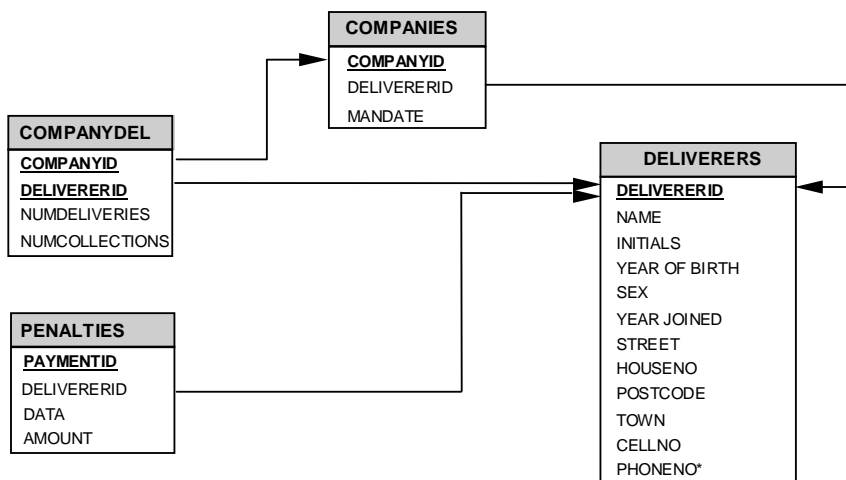 COMPANIES
COMPANYID
DELIVERERID
MANDATE
COMPANYDEL
COMPANYID
DELIVERERID
NUMDELIVERIES
NUMCOLLECTIONS
DELIVERERS
DELIVERERID
NAME
INITIALS
YEAR OF BIRTH
SEX
YEAR JOINED
STREET
HOUSENO
POSTCODE
TOWN
CELLNO
PHONENO*
PENALTIES
PAYMENTID
DELIVERERID
DATA
AMOUNT